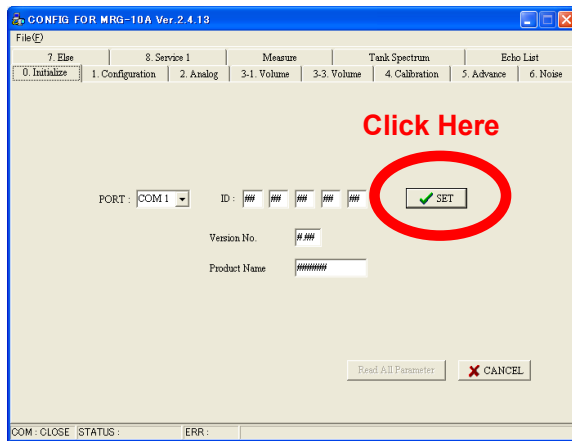 CONFIG FOR MRG-10A Ver.2.4.13
File(F)
7. Else 8. Service 1 Measure Tank Spectrum Echo List
0. Initialize 1. Configuration 2. Analog 3-1. Volume 3-3. Volume 4. Calibration 5. Advance 6. Noise
Click Here
PORT : COM 1 ID : ## ## ## ## ## SET
Version No. #.##
Product Name #######
Read All Parameter CANCEL
COM : CLOSE STATUS : ERR :